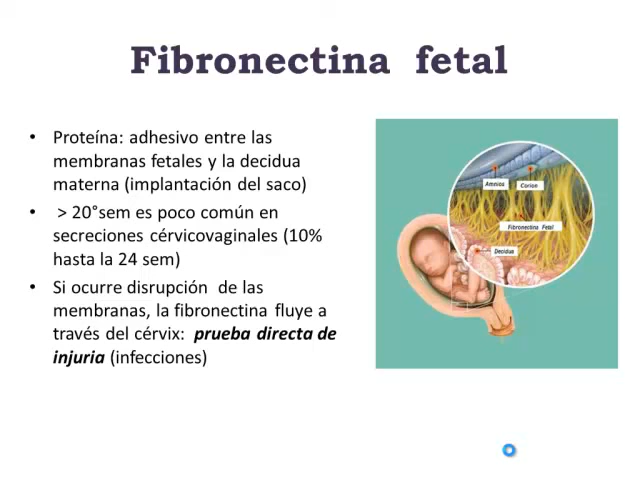 Fibronectina fetal
• Proteína: adhesivo entre las
membranas fetales y la decidua
materna (implantación del saco)
• > 20°sem es poco común en
secreciones cérvicovaginales (10%
hasta la 24 sem)
• Si ocurre disrupción de las
membranas, la fibronectina fluye a
través del cérvix: prueba directa de
injuria (infecciones)
Amnios
Corion
Fibronectina Fetal
Decidua